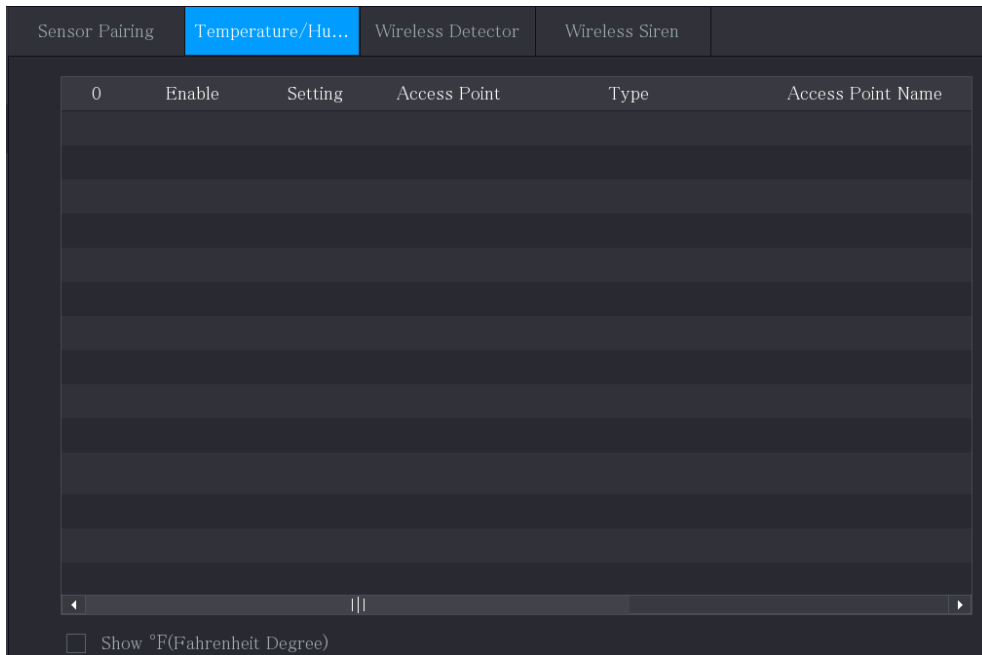 Sensor Pairing Temperature/Hu... Wireless Detector Wireless Siren
0 Enable Setting Access Point Type Access Point Name
Show °F(Fahrenheit Degree)